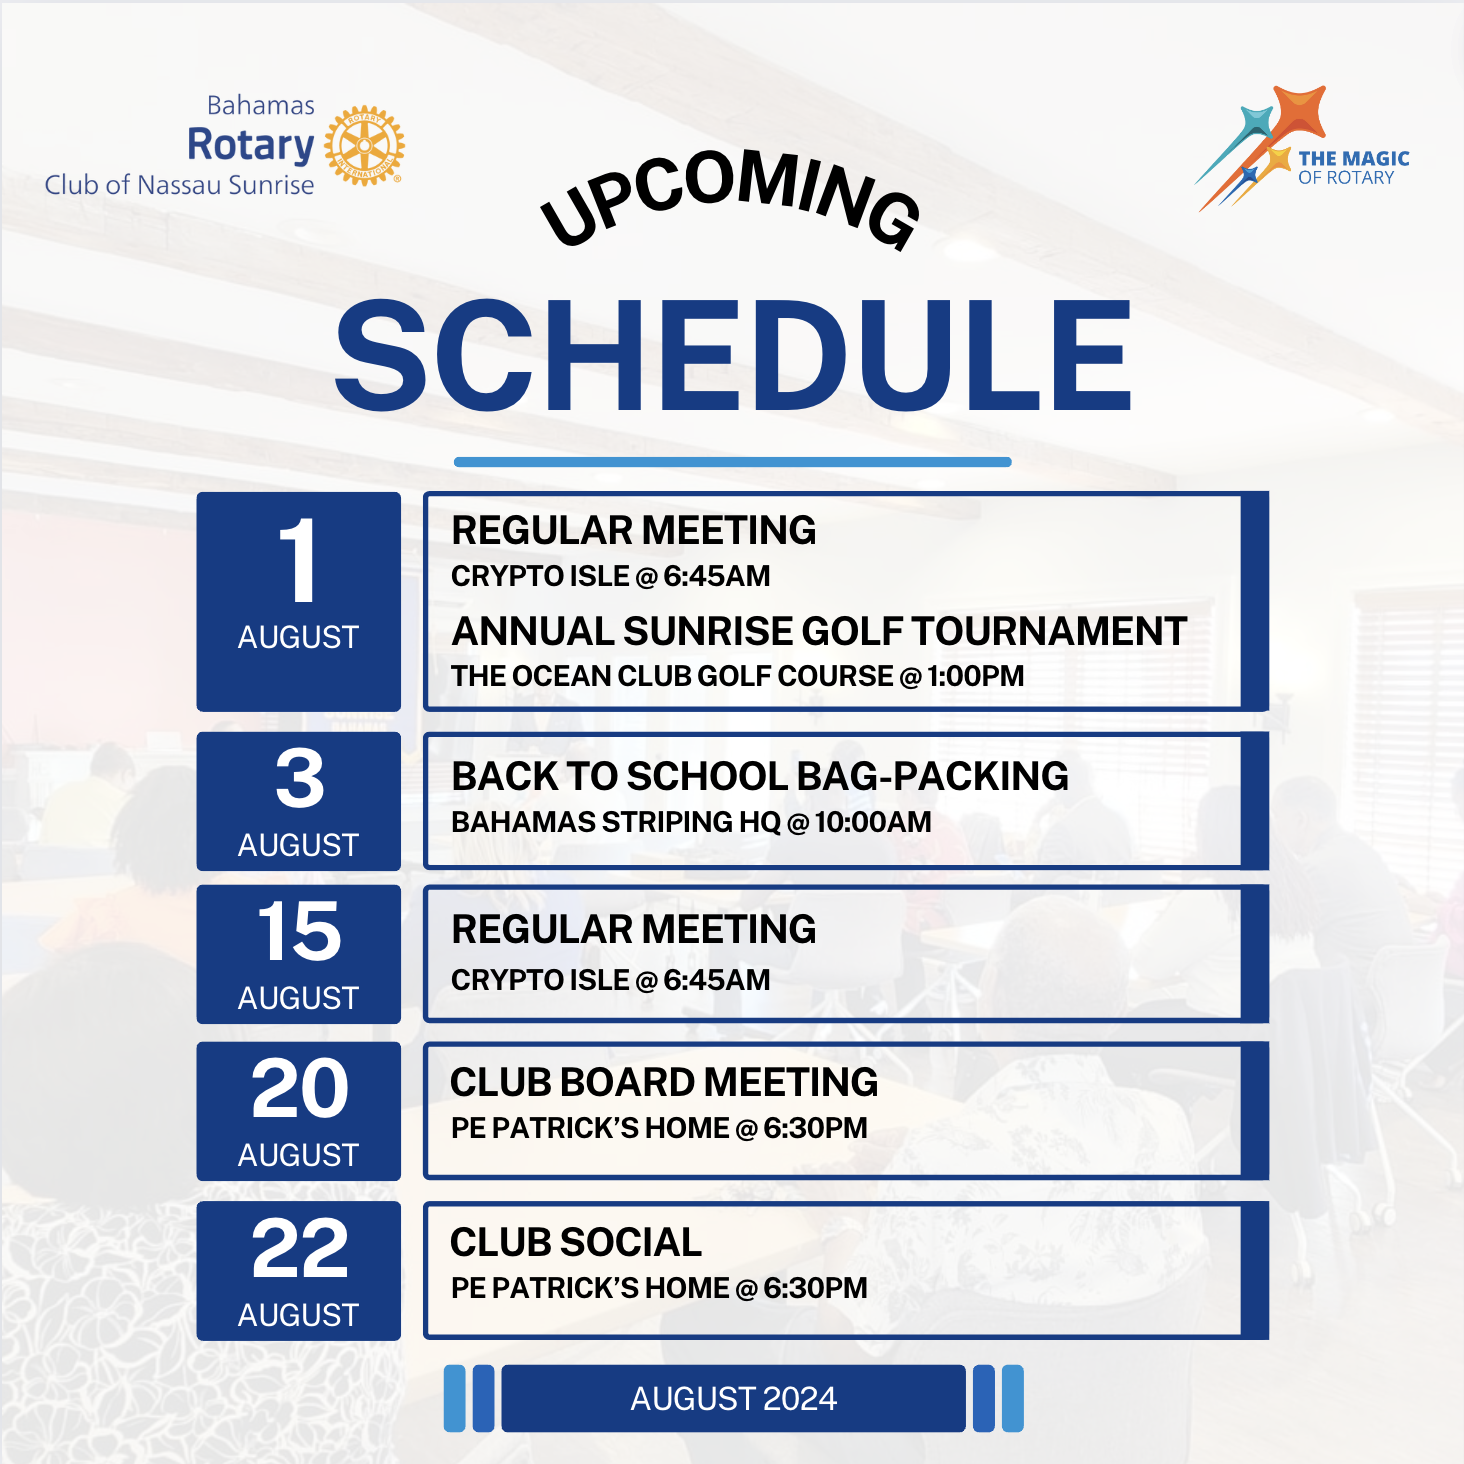 Bahamas
Rotary
Club of Nassau Sunrise
ROTARY
INTERNATIONAL
®
THE MAGIC
OF ROTARY
UPCOMING
SCHEDULE
1
AUGUST
REGULAR MEETING
CRYPTO ISLE @ 6:45AM
ANNUAL SUNRISE GOLF TOURNAMENT
THE OCEAN CLUB GOLF COURSE @ 1:00PM
3
AUGUST
BACK TO SCHOOL BAG-PACKING
BAHAMAS STRIPING HQ @ 10:00AM
15
AUGUST
REGULAR MEETING
CRYPTO ISLE @ 6:45AM
20
AUGUST
CLUB BOARD MEETING
PE PATRICK’S HOME @ 6:30PM
22
AUGUST
CLUB SOCIAL
PE PATRICK’S HOME @ 6:30PM
AUGUST 2024